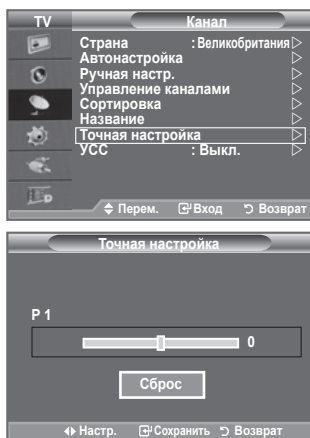 TV Канал
Страна : Великобритания
Автонастройка
Ручная настр.
Управление каналами
Сортировка
Название
Точная настройка
УСС : Выкл.
Перем. Вход Возврат
Точная настройка
P 1
0
Сброс
Настр. Сохранить Возврат